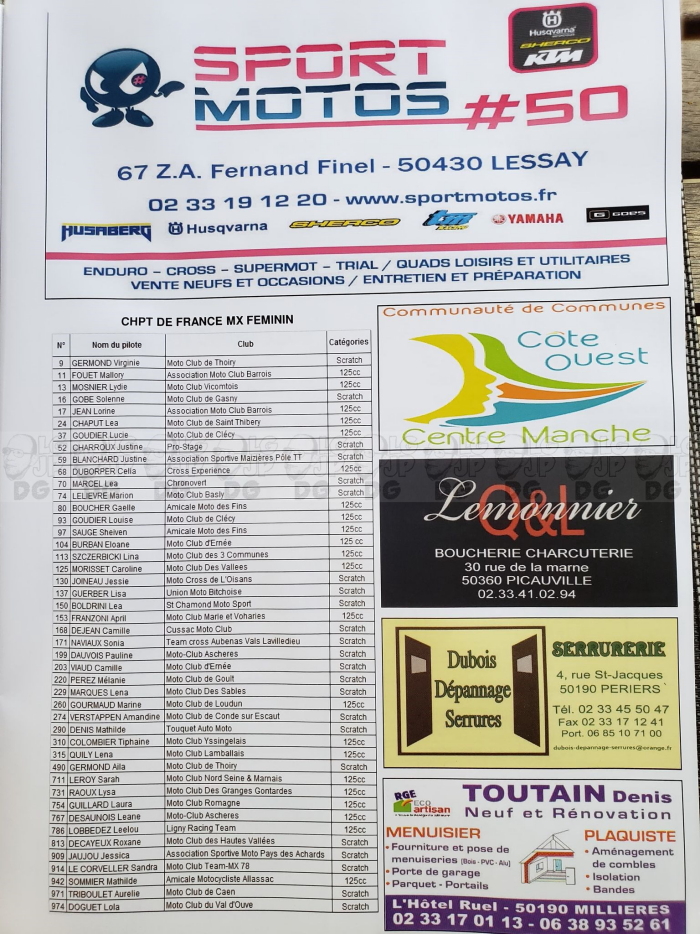 Husqvarna
SHERCO
KTM
SPORT
MOTOS #50
67 Z.A. Fernand Finel - 50430 LESSAY
02 33 19 12 20 - www.sportmotos.fr
HUSABERG Husqvarna SHERCO tm RACING YAMAHA G GOES
ENDURO – CROSS – SUPERMOT – TRIAL / QUADS LOISIRS ET UTILITAIRES
VENTE NEUFS ET OCCASIONS / ENTRETIEN ET PRÉPARATION
CHPT DE FRANCE MX FEMININ
N° Nom du pilote Club Catégories
9 GERMOND Virginie Moto Club de Thoiry Scratch
11 FOUET Mallory Association Moto Club Barrois 125cc
13 MOSNIER Lydie Moto Club Vicomtois 125cc
16 GOBE Solenne Moto Club de Gasny Scratch
17 JEAN Lorine Association Moto Club Barrois 125cc
24 CHAPUT Lea Moto Club de Saint Thibery 125cc
37 GOUDIER Lucie Moto Club de Clécy 125cc
52 CHARROUX Justine Pro-Stage Scratch
59 BLANCHARD Justine Association Sportive Maizières Pôle TT Scratch
68 DUBORPER Celia Cross Experience 125cc
70 MARCEL Lea Chronovert Scratch
74 LELIEVRE Marion Moto Club Basly Scratch
80 BOUCHER Gaelle Amicale Moto des Fins 125cc
93 GOUDIER Louise Moto Club de Clécy 125cc
97 SAUGE Sheiven Amicale Moto des Fins 125cc
104 BURBAN Eloane Moto Club d'Ernée 125 cc
113 SZCZERBICKI Lina Moto Club des 3 Communes 125cc
125 MORISSET Caroline Moto Club Des Vallees 125cc
130 JOINEAU Jessie Moto Cross de L'Oisans Scratch
137 GUERBER Lisa Union Moto Bitchoise Scratch
150 BOLDRINI Lea St Chamond Moto Sport Scratch
153 FRANZONI April Moto Club Marie et Voharies 125cc
168 DEJEAN Camille Cussac Moto Club Scratch
171 NAVIAUX Sonia Team cross Aubenas Vals Lavilledieu Scratch
199 DAUVOIS Pauline Moto-Club Ascheres Scratch
203 VIAUD Camille Moto Club d'Ernée Scratch
220 PEREZ Mélanie Moto Club de Goult Scratch
229 MARQUES Lena Moto Club Des Sables Scratch
260 GOURMAUD Marine Moto Club de Loudun 125cc
274 VERSTAPPEN Amandine Moto Club de Conde sur Escaut Scratch
290 DENIS Mathilde Touquet Auto Moto Scratch
310 COLOMBIER Tiphaine Moto Club Yssingelais 125cc
315 QUILY Lena Moto Club Lamballais 125cc
490 GERMOND Aila Moto Club de Thoiry Scratch
711 LEROY Sarah Moto Club Nord Seine & Marnais 125cc
731 RAOUX Lysa Moto Club Des Granges Gontardes 125cc
754 GUILLARD Laura Moto Club Romagne 125cc
767 DESAUNOIS Leane Moto-Club Ascheres 125cc
786 LOBBEDEZ Leelou Ligny Racing Team 125cc
813 DECAYEUX Roxane Moto Club des Hautes Vallées Scratch
909 JAUJOU Jessica Association Sportive Moto Pays des Achards Scratch
914 LE CORVELLER Sandra Moto Club Team-MX 78 Scratch
942 SOMMIER Mathilde Amicale Motocycliste Allassac 125cc
971 TRIBOULET Aurelie Moto Club de Caen Scratch
974 DOGUET Lola Moto Club du Val d'Ouve Scratch
Communauté de Communes
Côte
Ouest
Centre Manche
Q&L
Lemonnier
BOUCHERIE CHARCUTERIE
30 rue de la marne
50360 PICAUVILLE
02.33.41.02.94
Dubois
Dépannage
Serrures
SERRURERIE
4, rue St-Jacques
50190 PERIERS
Tél. 02 33 45 50 47
Fax 02 33 17 12 41
Port. 06 85 10 71 00
dubois-depannage-serrures@orange.fr
RGE
ECO
artisan
TOUTAIN Denis
Neuf et Rénovation
MENUISIER
• Fourniture et pose de
menuiseries (Bois - PVC - Alu)
• Porte de garage
• Parquet - Portails
PLAQUISTE
• Aménagement
de combles
• Isolation
• Bandes
L'Hôtel Ruel - 50190 MILLIERES
02 33 17 01 13 - 06 38 93 52 61